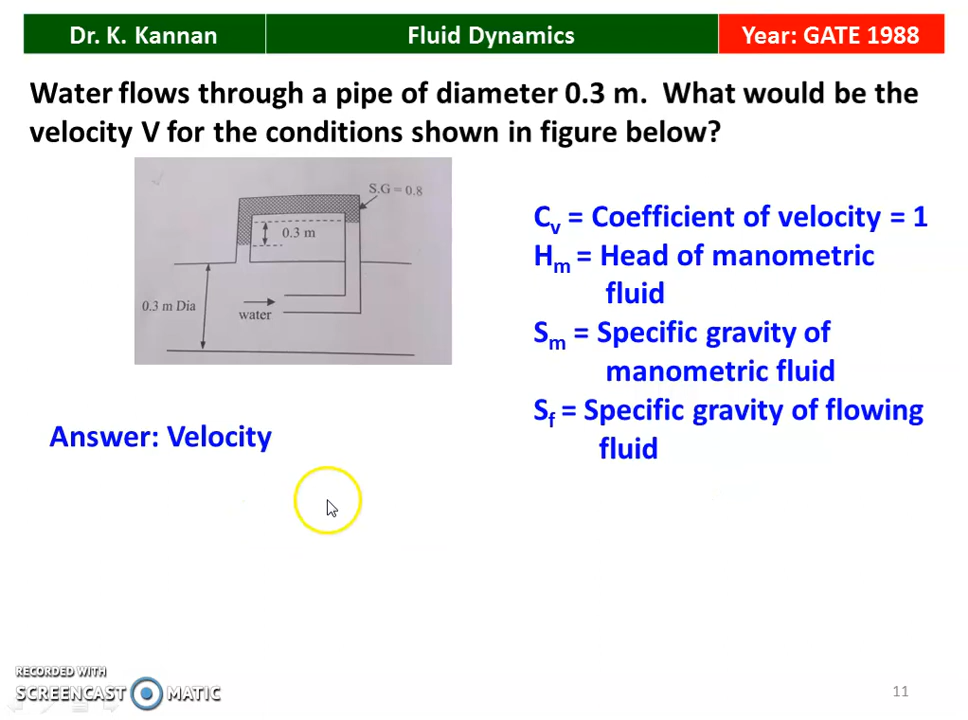 Dr. K. Kannan
Fluid Dynamics
Year: GATE 1988
Water flows through a pipe of diameter 0.3 m. What would be the
velocity V for the conditions shown in figure below?
S.G = 0.8
0.3 m
0.3 m Dia
water
Cv = Coefficient of velocity = 1
Hm = Head of manometric
fluid
Sm = Specific gravity of
manometric fluid
Sf = Specific gravity of flowing
fluid
Answer: Velocity
RECORDED WITH
SCREENCAST MATIC
11